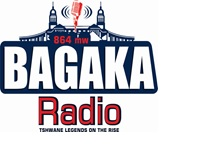 864 mw
BAGAKA
Radio
TSHWANE LEGENDS ON THE RISE